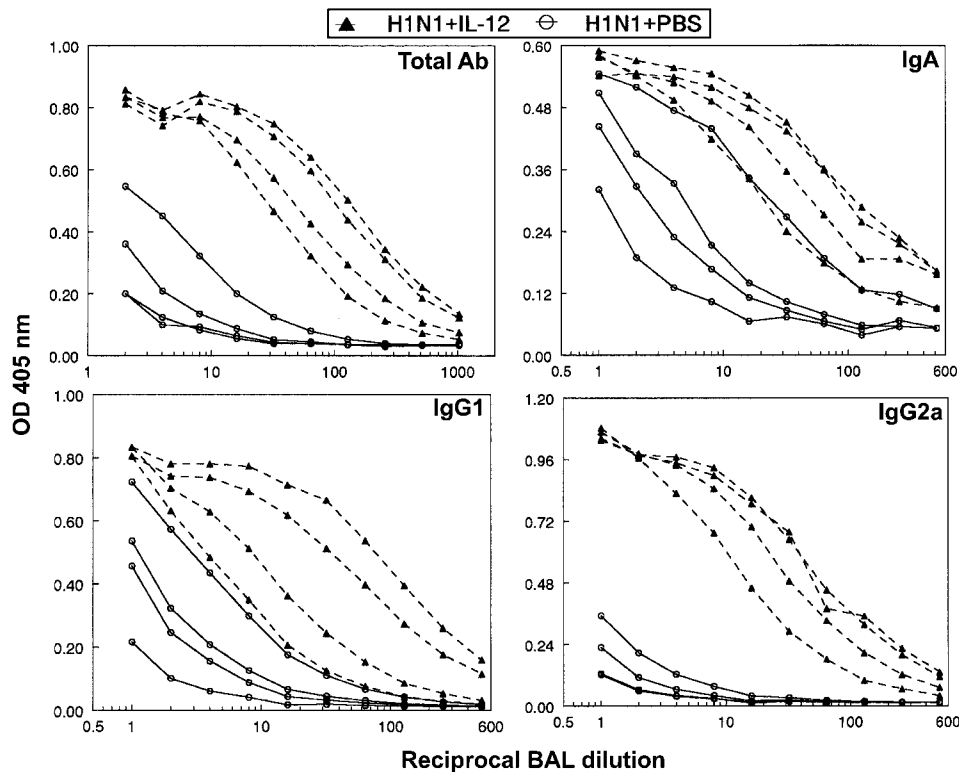 H1N1+IL-12 H1N1+PBS
Total Ab
1.00
0.80
0.60
0.40
0.20
0.00
1 10 100 1000
IgA
0.60
0.48
0.36
0.24
0.12
0.00
0.5 1 10 100 600
OD 405 nm
IgG1
1.00
0.80
0.60
0.40
0.20
0.00
0.5 1 10 100 600
IgG2a
1.20
0.96
0.72
0.48
0.24
0.00
0.5 1 10 100 600
Reciprocal BAL dilution